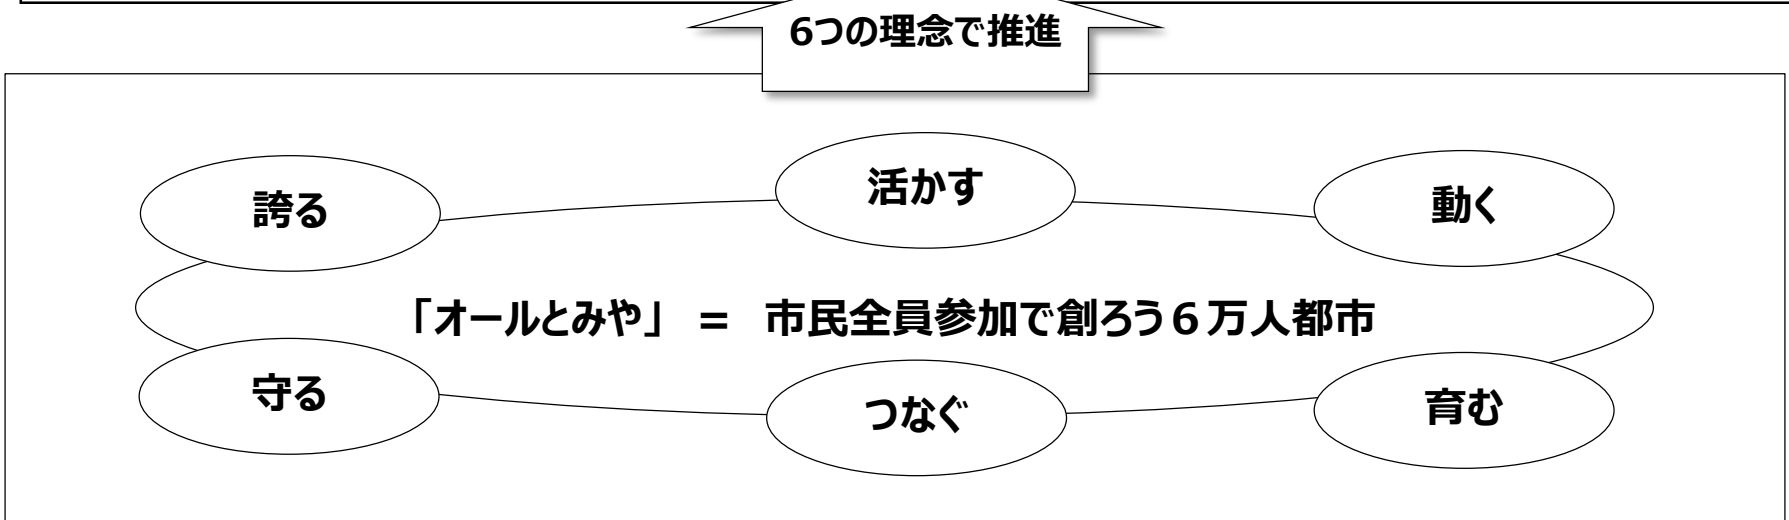 6つの理念で推進
誇る
活かす
動く
「オールとみや」 = 市民全員参加で創ろう６万人都市
守る
つなぐ
育む